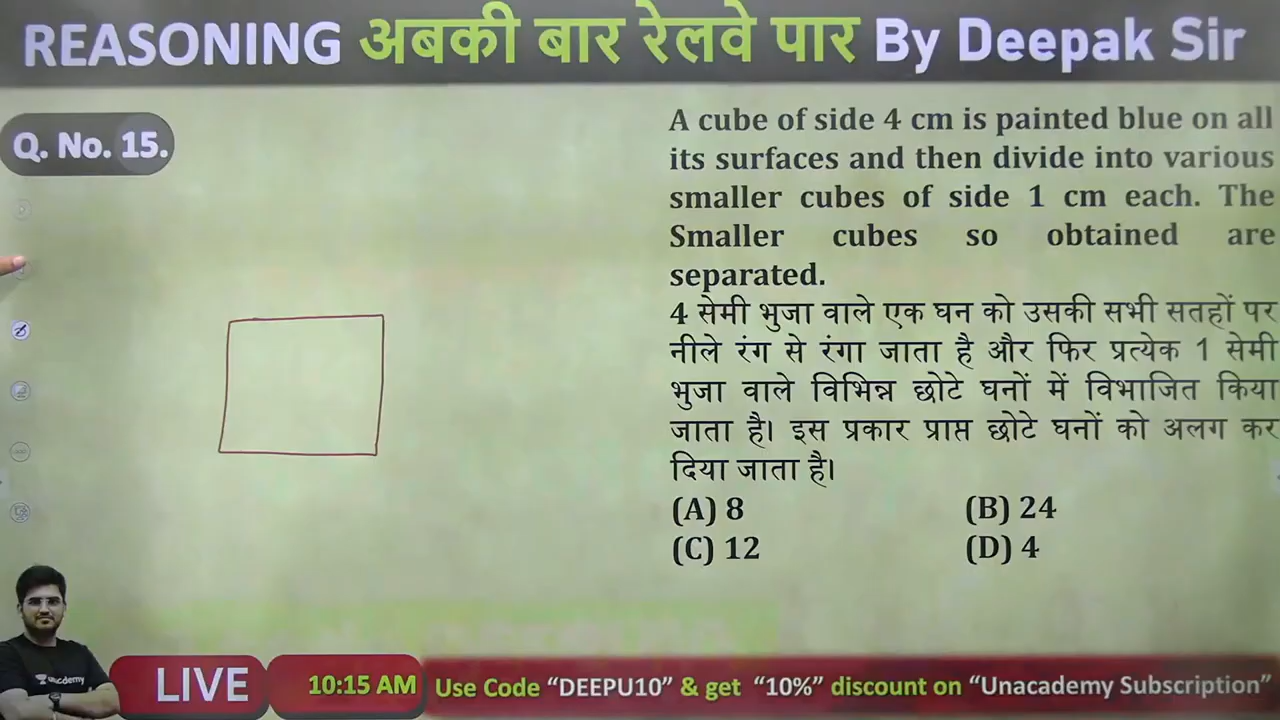 REASONING अबकी बार रेलवे पार By Deepak Sir
Q. No. 15.
A cube of side 4 cm is painted blue on all
its surfaces and then divide into various
smaller cubes of side 1 cm each. The
Smaller cubes so obtained are
separated.
4 सेमी भुजा वाले एक घन को उसकी सभी सतहों पर
नीले रंग से रंगा जाता है और फिर प्रत्येक 1 सेमी
भुजा वाले विभिन्न छोटे घनों में विभाजित किया
जाता है। इस प्रकार प्राप्त छोटे घनों को अलग कर
दिया जाता है।
(A) 8 (B) 24
(C) 12 (D) 4
unacademy
LIVE 10:15 AM Use Code “DEEPU10” & get “10%” discount on “Unacademy Subscription”